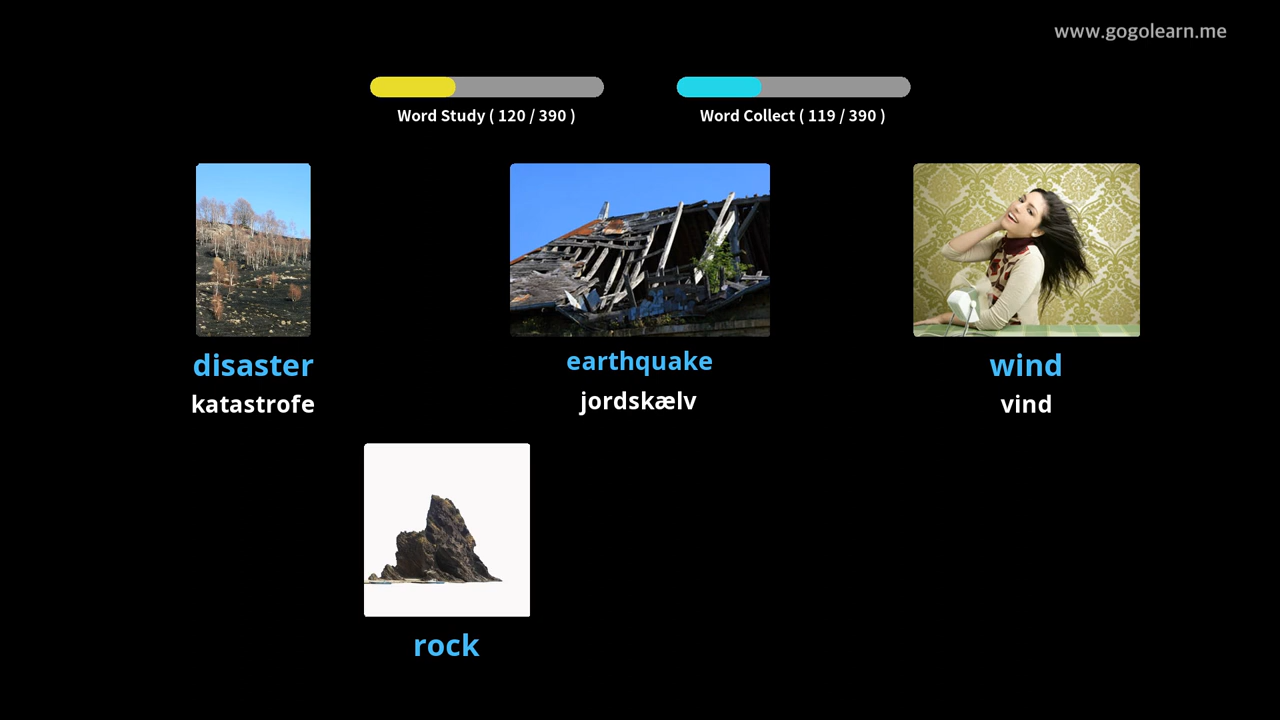 www.gogolearn.me
Word Study ( 120 / 390 )
Word Collect ( 119 / 390 )
disaster
katastrofe
earthquake
jordskælv
wind
vind
rock